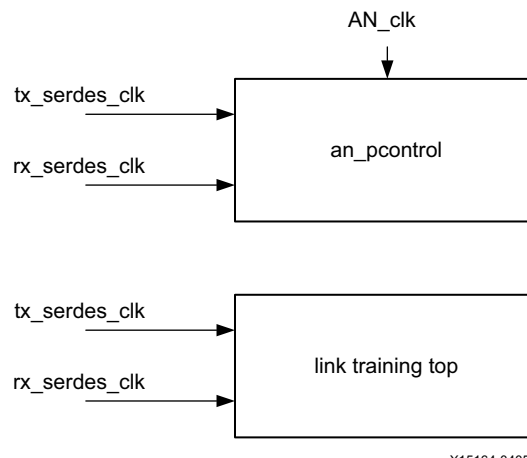 AN_clk
tx_serdes_clk
an_pcontrol
rx_serdes_clk
tx_serdes_clk
link training top
rx_serdes_clk